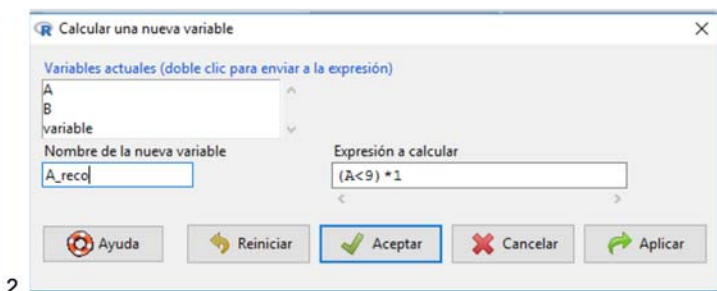 Calcular una nueva variable
Variables actuales (doble clic para enviar a la expresión)
A
B
variable
Nombre de la nueva variable
Expresión a calcular
A_reco
(A<9)*1
Ayuda
Reiniciar
Aceptar
Cancelar
Aplicar
2